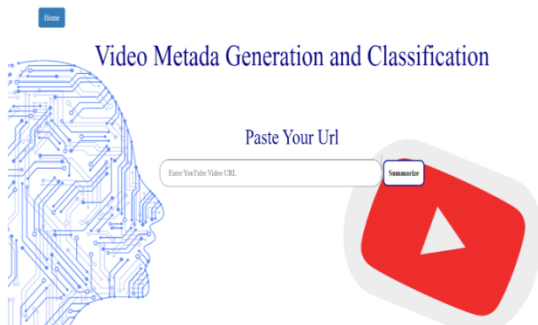 Home
Video Metada Generation and Classification
Paste Your Url
Enter YouTube Video URL
Summarize